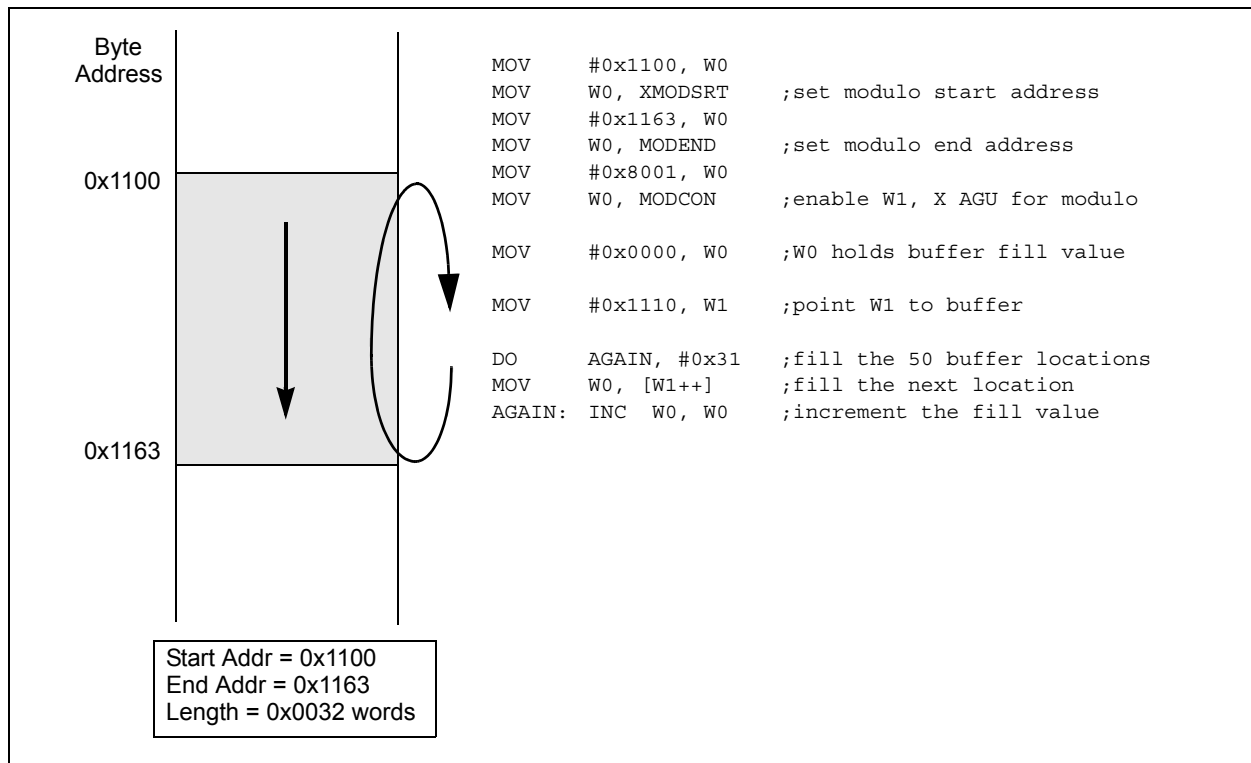 Byte
Address
0x1100
0x1163
MOV #0x1100, W0
MOV W0, XMODSRT ;set modulo start address
MOV #0x1163, W0
MOV W0, MODEND ;set modulo end address
MOV #0x8001, W0
MOV W0, MODCON ;enable W1, X AGU for modulo
MOV #0x0000, W0 ;W0 holds buffer fill value
MOV #0x1110, W1 ;point W1 to buffer
DO AGAIN, #0x31 ;fill the 50 buffer locations
MOV W0, [W1++] ;fill the next location
AGAIN: INC W0, W0 ;increment the fill value
Start Addr = 0x1100
End Addr = 0x1163
Length = 0x0032 words